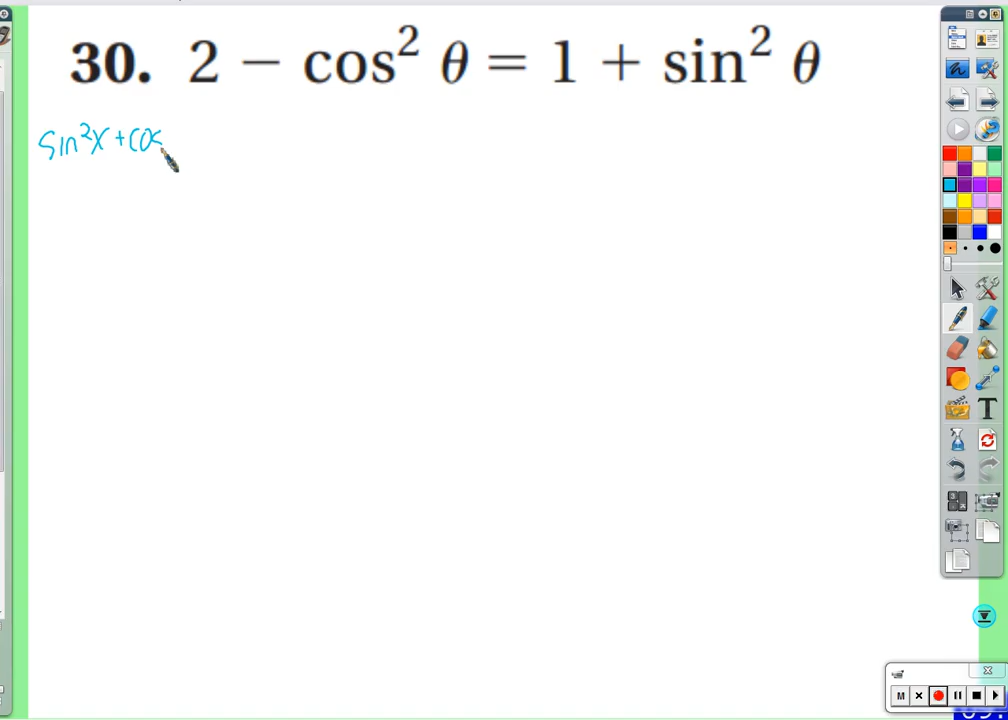 30. 2 − cos² θ = 1 + sin² θ
sin²x + cos
M